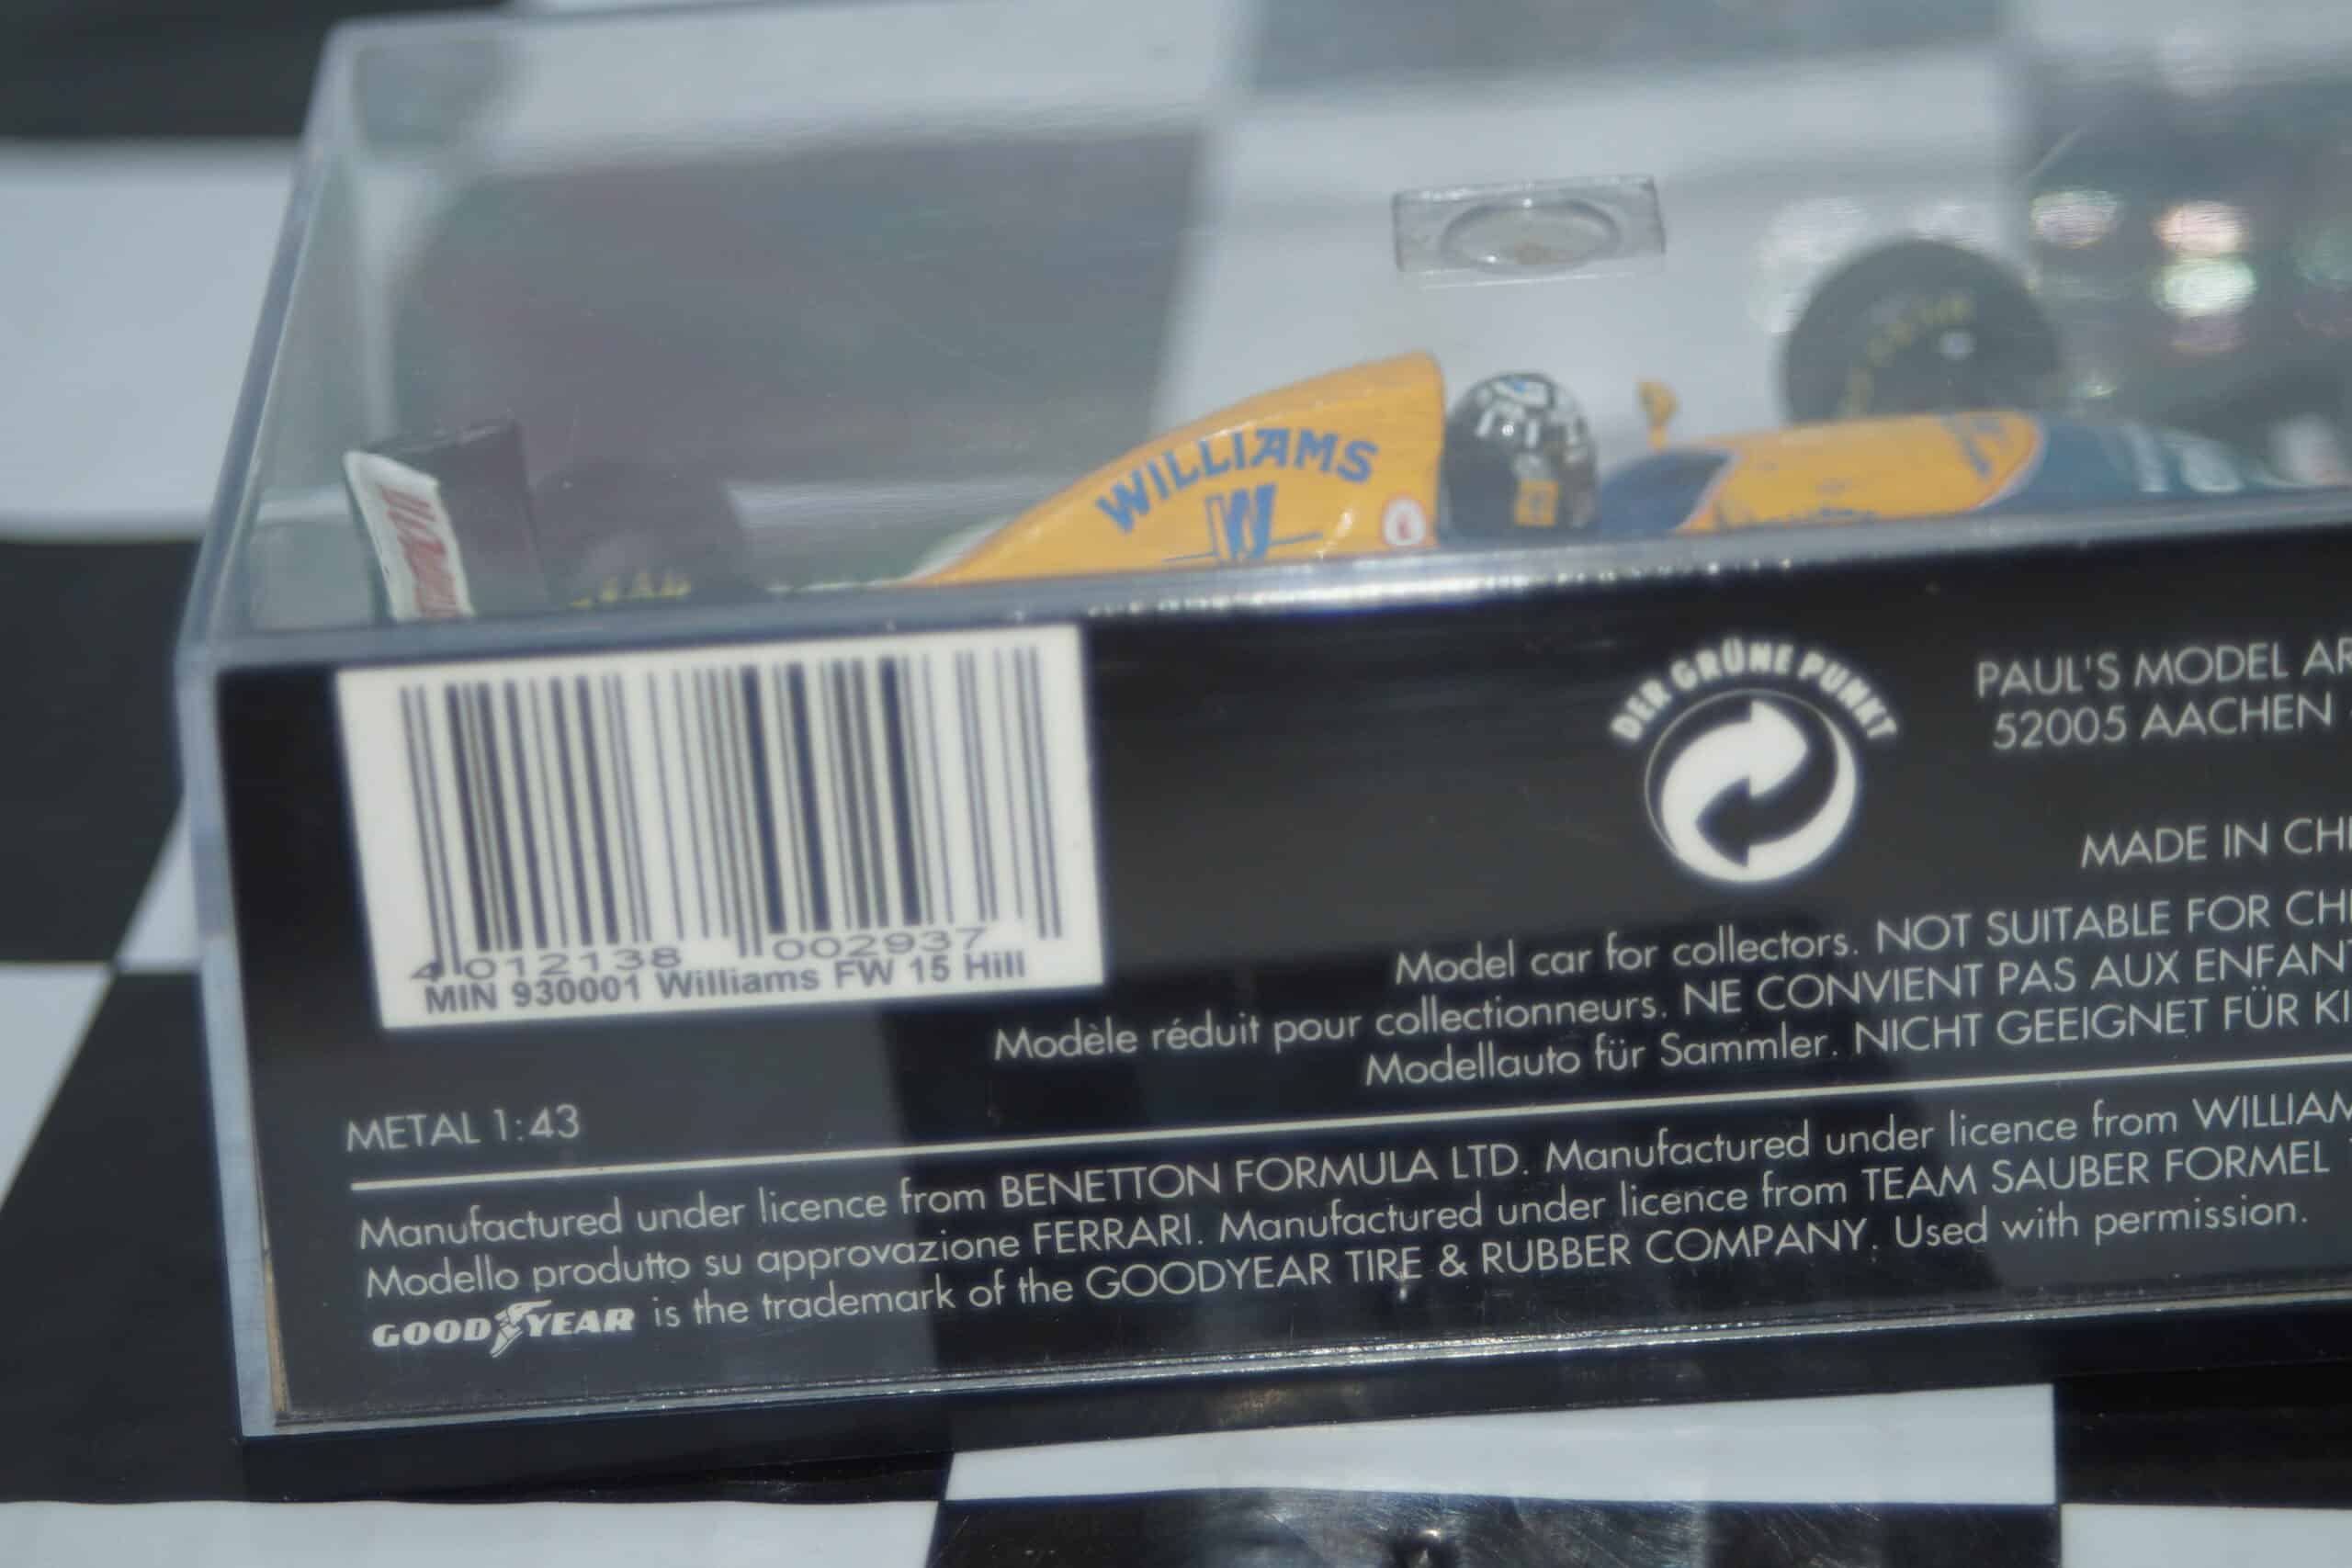 WILLIAMS
W
4 012138 002937
MIN 930001 Williams FW 15 Hill
DER GRÜNE PUNKT
PAUL'S MODEL AR
52005 AACHEN
MADE IN CHI
Model car for collectors. NOT SUITABLE FOR CHI
Modèle réduit pour collectionneurs. NE CONVIENT PAS AUX ENFAN
Modellauto für Sammler. NICHT GEEIGNET FÜR KI
METAL 1:43
Manufactured under licence from BENETTON FORMULA LTD. Manufactured under licence from WILLIAM
Modello produtto su approvazione FERRARI. Manufactured under licence from TEAM SAUBER FORMEL
GOODYEAR is the trademark of the GOODYEAR TIRE & RUBBER COMPANY. Used with permission.